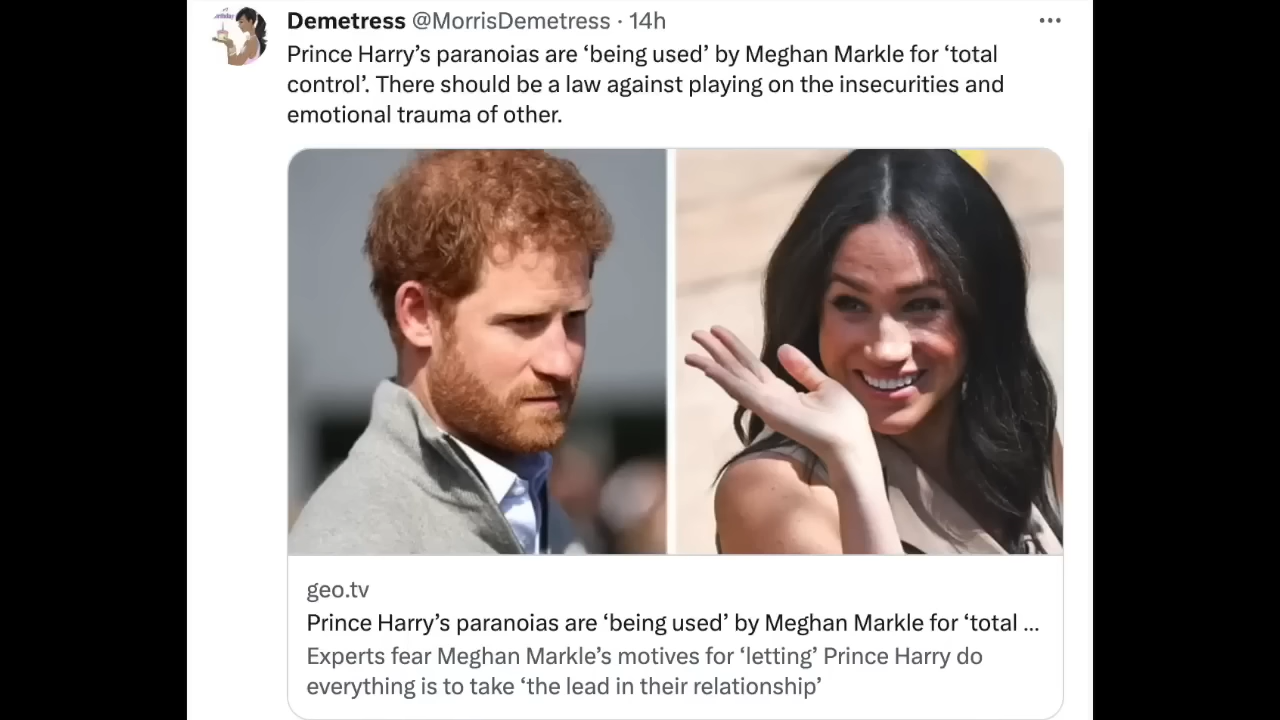 Demetress @MorrisDemetress · 14h
Prince Harry’s paranoias are ‘being used’ by Meghan Markle for ‘total
control’. There should be a law against playing on the insecurities and
emotional trauma of other.
geo.tv
Prince Harry’s paranoias are ‘being used’ by Meghan Markle for ‘total ...
Experts fear Meghan Markle’s motives for ‘letting’ Prince Harry do
everything is to take ‘the lead in their relationship’